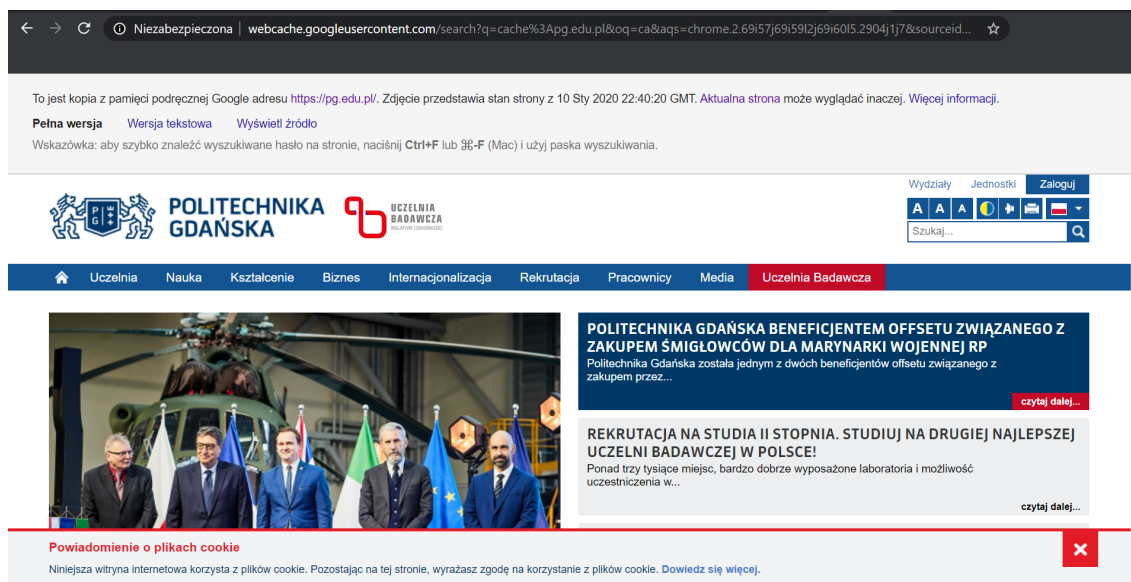 Niezabezpieczona | webcache.googleusercontent.com/search?q=cache%3Apg.edu.pl&oq=ca&aqs=chrome.2.69i57j69i59l2j69i60l5.2904j1j7&sourceid...
To jest kopia z pamięci podręcznej Google adresu https://pg.edu.pl/. Zdjęcie przedstawia stan strony z 10 Sty 2020 22:40:20 GMT. Aktualna strona może wyglądać inaczej. Więcej informacji.
Pełna wersja Wersja tekstowa Wyświetl źródło
Wskazówka: aby szybko znaleźć wyszukiwane hasło na stronie, naciśnij Ctrl+F lub ⌘-F (Mac) i użyj paska wyszukiwania.
Wydziały Jednostki Zaloguj
PG
POLITECHNIKA
GDAŃSKA
UCZELNIA
BADAWCZA
INICJATYWA DOSKONAŁOŚCI
A A A
Szukaj...
Uczelnia Nauka Kształcenie Biznes Internacjonalizacja Rekrutacja Pracownicy Media Uczelnia Badawcza
POLITECHNIKA GDAŃSKA BENEFICJENTEM OFFSETU ZWIĄZANEGO Z
ZAKUPEM ŚMIGŁOWCÓW DLA MARYNARKI WOJENNEJ RP
Politechnika Gdańska została jednym z dwóch beneficjentów offsetu związanego z
zakupem przez...
czytaj dalej...
REKRUTACJA NA STUDIA II STOPNIA. STUDIUJ NA DRUGIEJ NAJLEPSZEJ
UCZELNI BADAWCZEJ W POLSCE!
Ponad trzy tysiące miejsc, bardzo dobrze wyposażone laboratoria i możliwość
uczestniczenia w...
czytaj dalej...
Powiadomienie o plikach cookie
Niniejsza witryna internetowa korzysta z plików cookie. Pozostając na tej stronie, wyrażasz zgodę na korzystanie z plików cookie. Dowiedz się więcej.